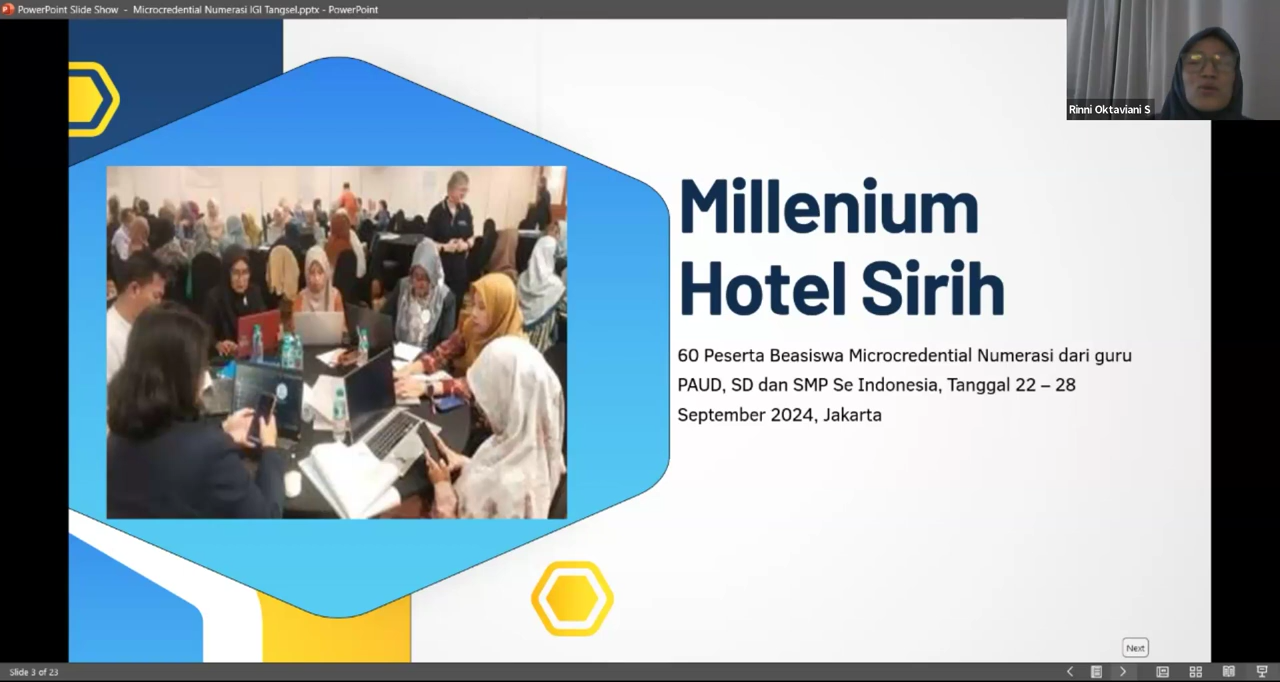 PowerPoint Slide Show - Microcredential Numerasi IGI Tangsel.pptx - PowerPoint
Rinni Oktaviani S
Millenium
Hotel Sirih
60 Peserta Beasiswa Microcredential Numerasi dari guru
PAUD, SD dan SMP Se Indonesia, Tanggal 22 – 28
September 2024, Jakarta
Next
Slide 3 of 23